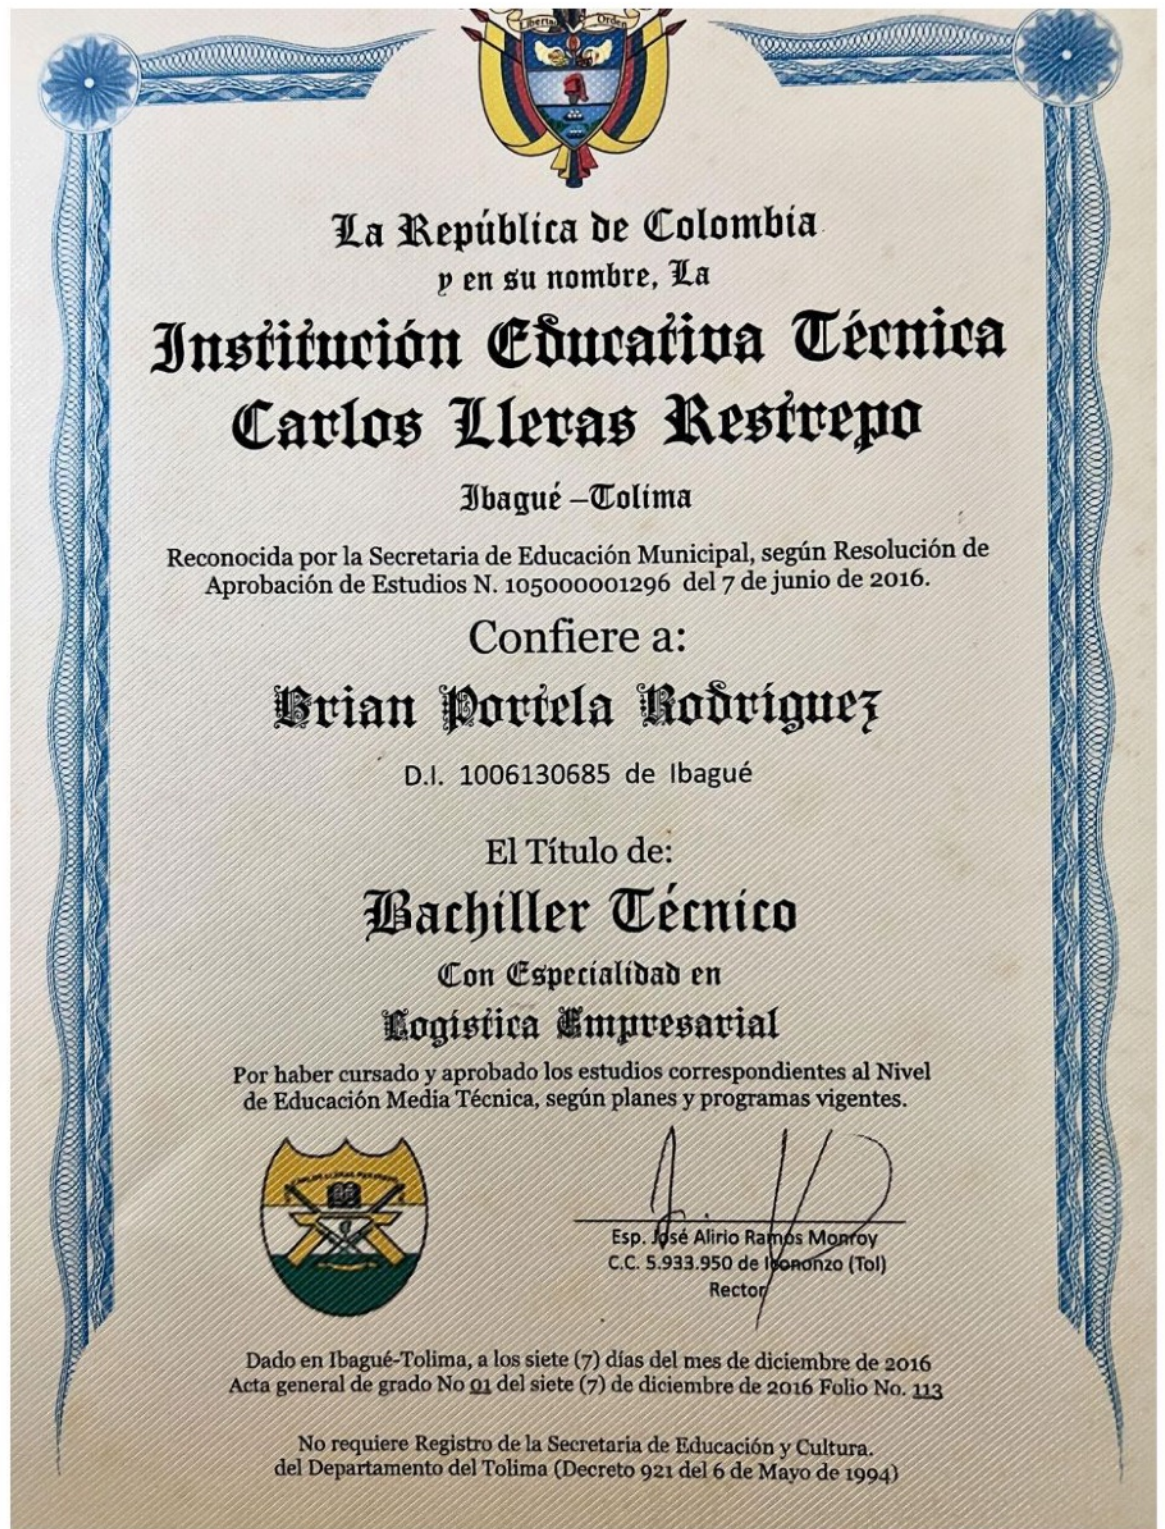 Libertad y Orden
La República de Colombia
y en su nombre, La
Institución Educativa Técnica
Carlos Lleras Restrepo
Ibagué –Tolima
Reconocida por la Secretaria de Educación Municipal, según Resolución de
Aprobación de Estudios N. 105000001296 del 7 de junio de 2016.
Confiere a:
Brian Portela Rodríguez
D.I. 1006130685 de Ibagué
El Título de:
Bachiller Técnico
Con Especialidad en
Logística Empresarial
Por haber cursado y aprobado los estudios correspondientes al Nivel
de Educación Media Técnica, según planes y programas vigentes.
CARLOS LLERAS RESTREPO
Esp. José Alirio Ramos Monroy
C.C. 5.933.950 de Icononzo (Tol)
Rector
Dado en Ibagué-Tolima, a los siete (7) días del mes de diciembre de 2016
Acta general de grado No 01 del siete (7) de diciembre de 2016 Folio No. 113
No requiere Registro de la Secretaria de Educación y Cultura.
del Departamento del Tolima (Decreto 921 del 6 de Mayo de 1994)